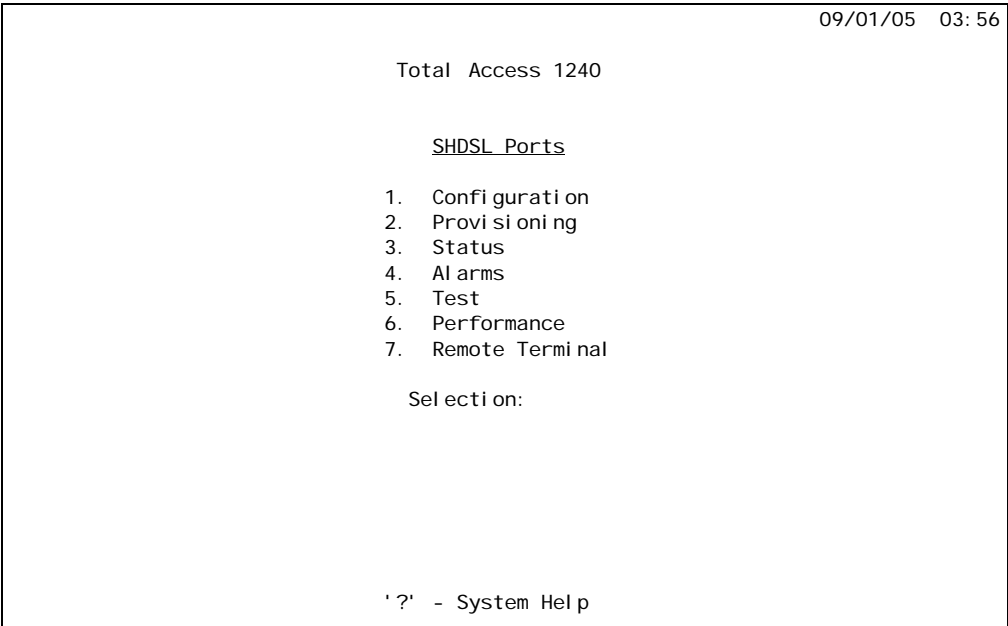 09/01/05 03:56
Total Access 1240
SHDSL Ports
1. Configuration
2. Provisioning
3. Status
4. Alarms
5. Test
6. Performance
7. Remote Terminal
Selection:
'?' - System Help